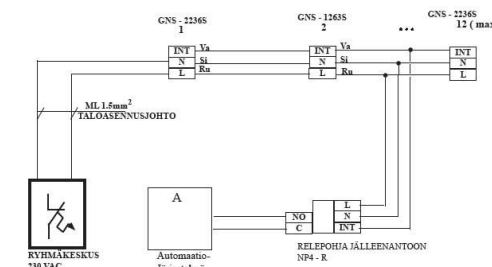 GNS - 2236S
1
GNS - 1263S
2
...
GNS - 2236S
12 ( max
INT
N
L
Va
Si
Ru
INT
N
L
Va
Si
Ru
INT
N
L
ML 1.5mm2
TALOASENNUSJOHTO
A
NO
C
L
N
INT
RYHMÄKESKUS
230 VAC
Automaatio-
RELEPOHJA JÄLLEENANTOON
NP4 - R